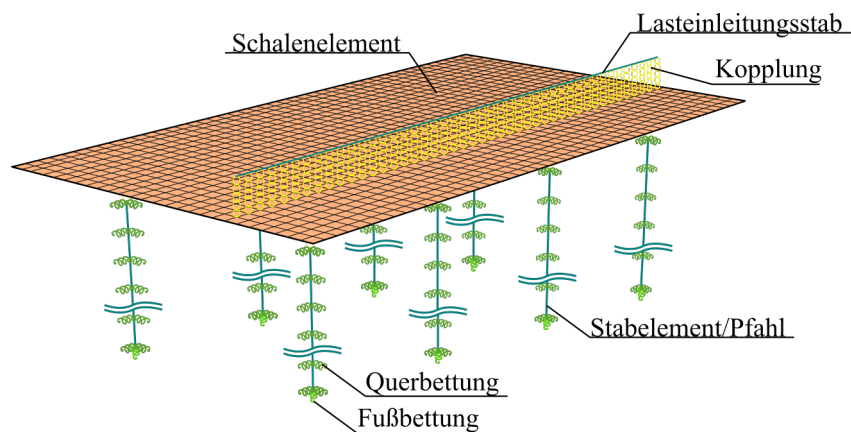 Lasteinleitungsstab
Schalenelement
Kopplung
Stabelement/Pfahl
Querbettung
Fußbettung